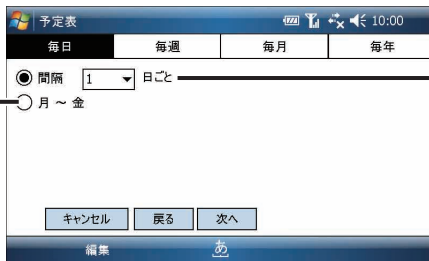 予定表 10:00
毎日 毎週 毎月 毎年
間隔 1 日ごと
月 ~ 金
キャンセル 戻る 次へ
編集 あ